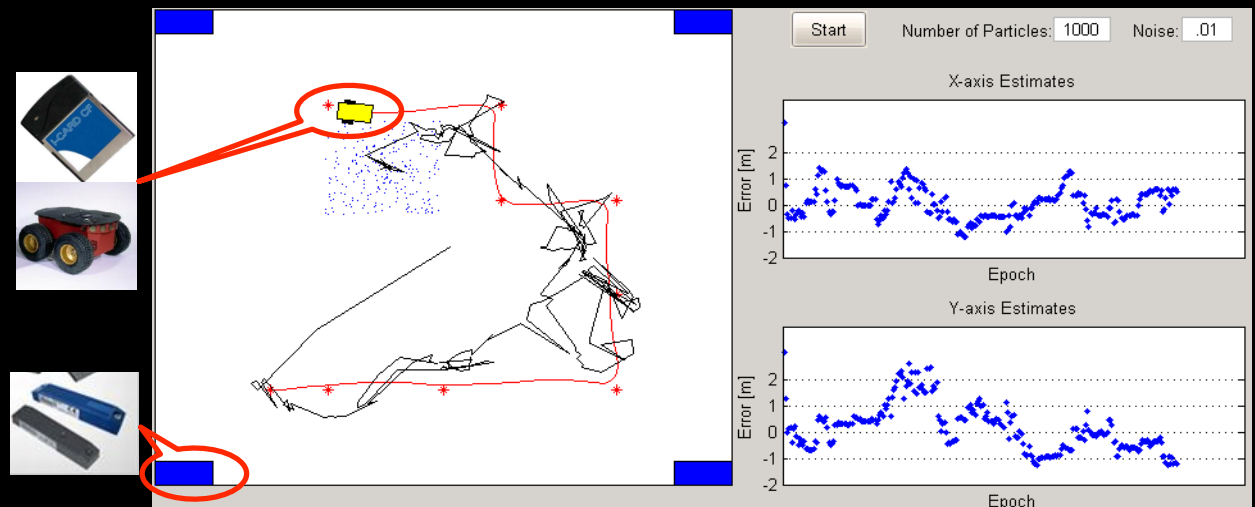 Start Number of Particles: 1000 Noise: .01
I-CARD CF
X-axis Estimates
Error [m]
2
1
0
-1
-2
Epoch
Y-axis Estimates
Error [m]
2
1
0
-1
-2
Epoch